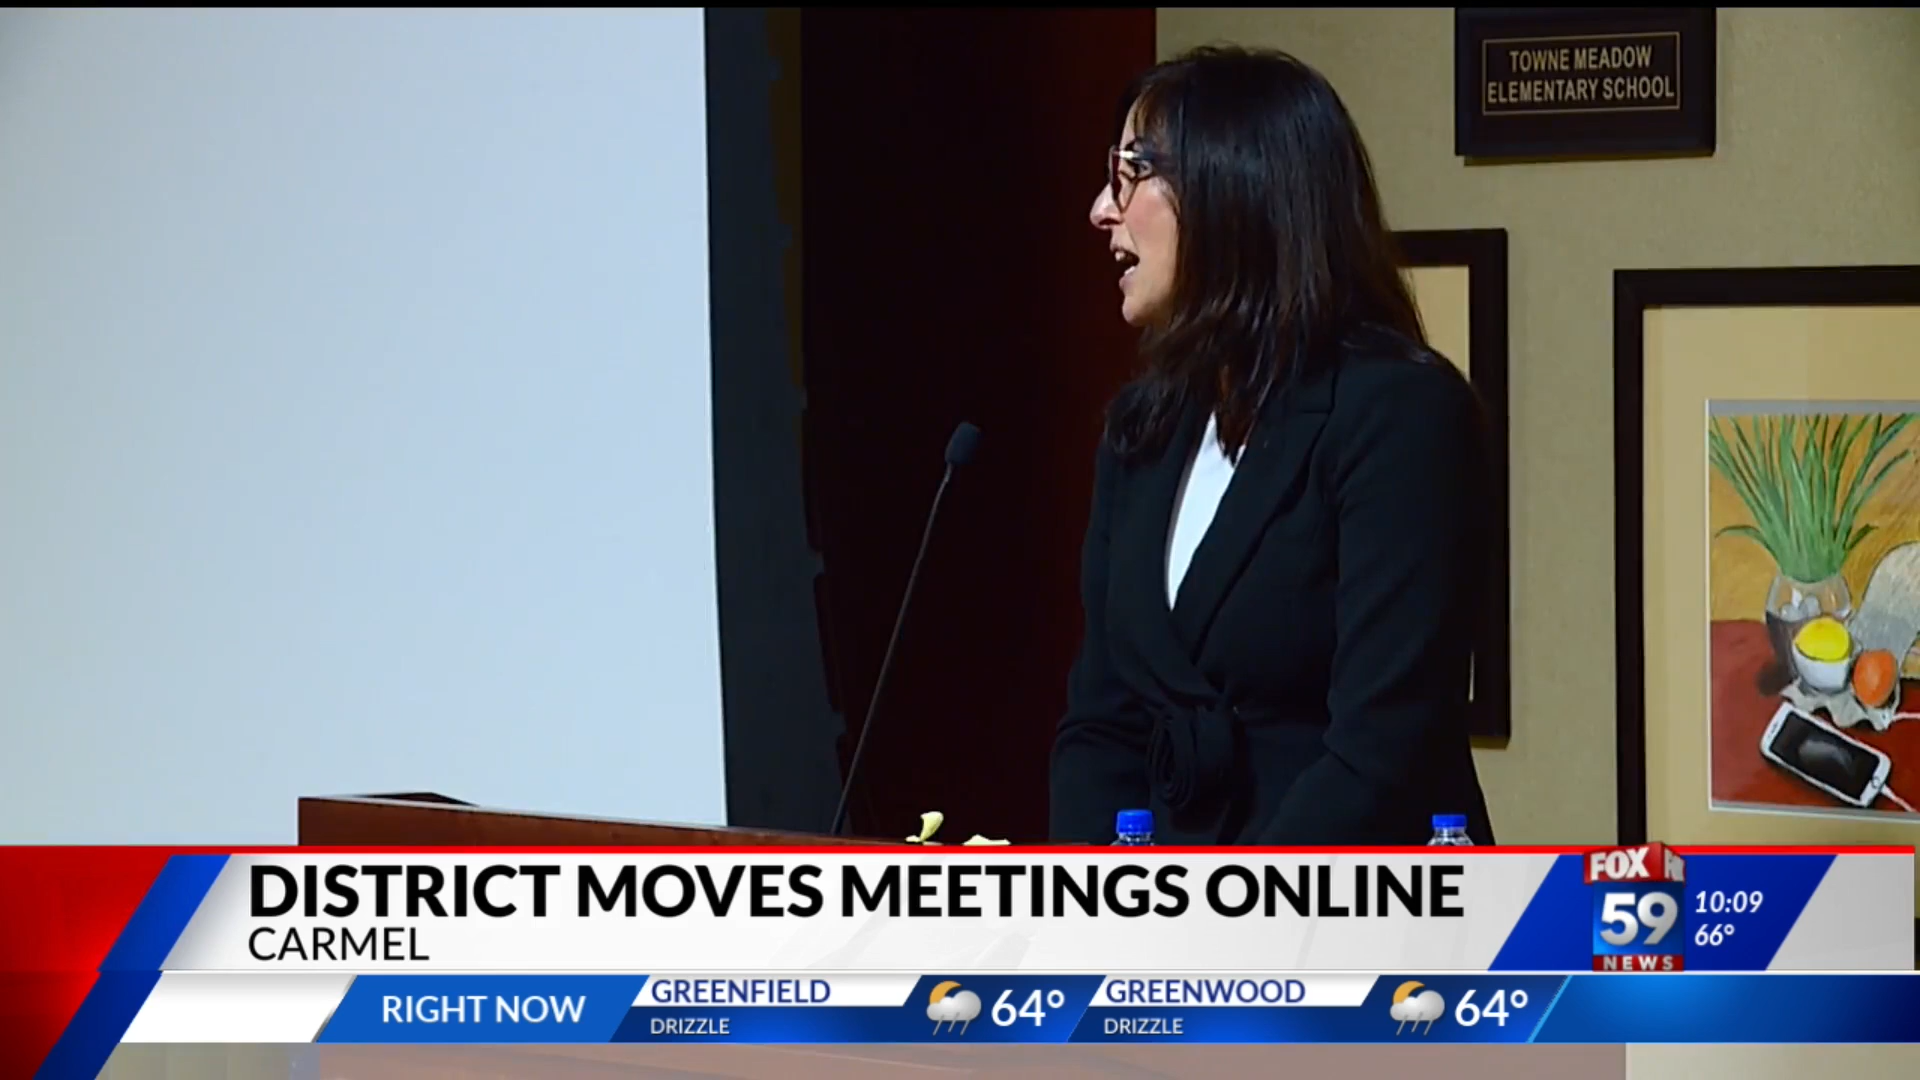 TOWNE MEADOW
ELEMENTARY SCHOOL
DISTRICT MOVES MEETINGS ONLINE
CARMEL
FOX
59
NEWS
10:09
66°
RIGHT NOW
GREENFIELD
DRIZZLE
64°
GREENWOOD
DRIZZLE
64°